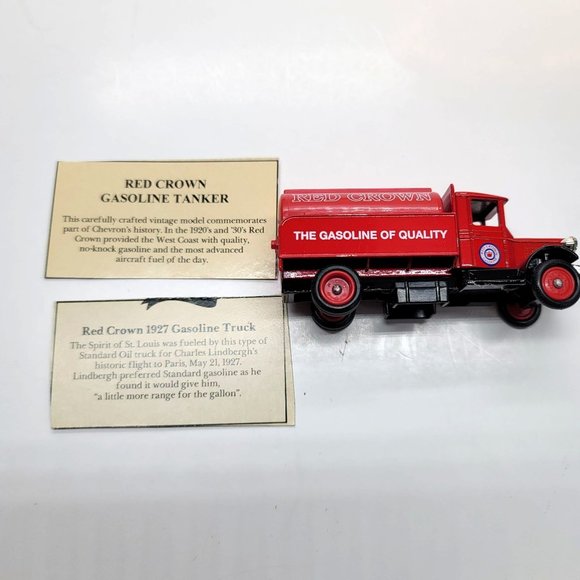 RED CROWN
GASOLINE TANKER
This carefully crafted vintage model commemorates
part of Chevron's history. In the 1920's and '30's Red
Crown provided the West Coast with quality,
no-knock gasoline and the most advanced
aircraft fuel of the day.
Red Crown 1927 Gasoline Truck
The Spirit of St. Louis was fueled by this type of
Standard Oil truck for Charles Lindbergh's
historic flight to Paris, May 21, 1927.
Lindbergh preferred Standard gasoline as he
found it would give him,
"a little more range for the gallon".
RED CROWN
THE GASOLINE OF QUALITY